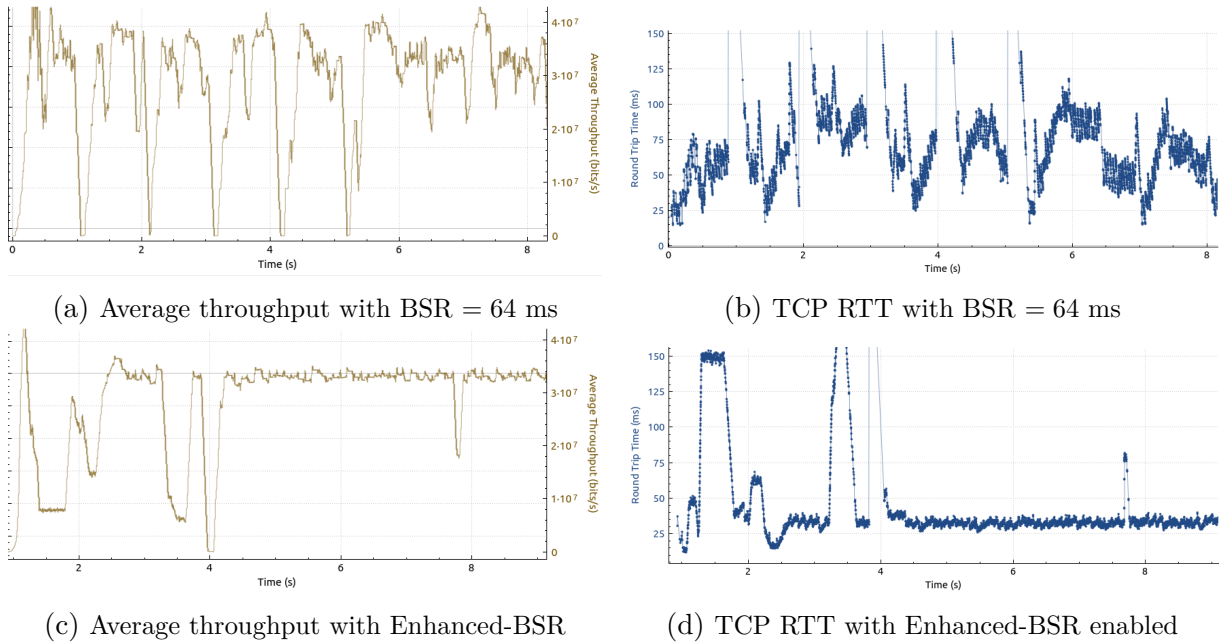 4·10⁷
3·10⁷
2·10⁷
1·10⁷
0
Average Throughput (bits/s)
0 2 4 6 8
Time (s)
(a) Average throughput with BSR = 64 ms
150
125
100
75
50
25
0
Round Trip Time (ms)
0 1 2 3 4 5 6 7 8
Time (s)
(b) TCP RTT with BSR = 64 ms
4·10⁷
3·10⁷
2·10⁷
1·10⁷
0
Average Throughput (bits/s)
2 4 6 8
Time (s)
(c) Average throughput with Enhanced-BSR
150
125
100
75
50
25
Round Trip Time (ms)
2 4 6 8
Time (s)
(d) TCP RTT with Enhanced-BSR enabled